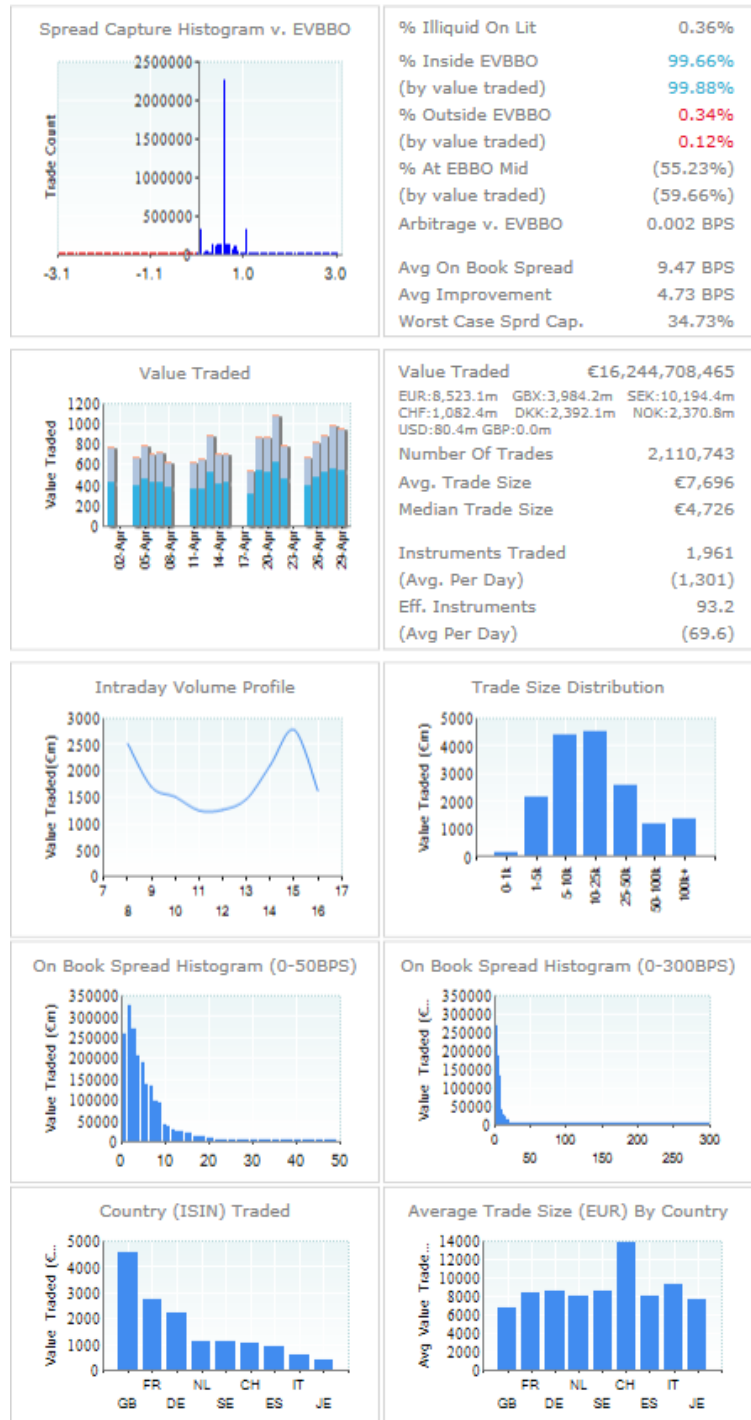 Spread Capture Histogram v. EVBBO
2500000
2000000
1500000
1000000
500000
0
Trade Count
-3.1 -1.1 1.0 3.0
% Illiquid On Lit 0.36%
% Inside EVBBO 99.66%
(by value traded) 99.88%
% Outside EVBBO 0.34%
(by value traded) 0.12%
% At EBBO Mid (55.23%)
(by value traded) (59.66%)
Arbitrage v. EVBBO 0.002 BPS
Avg On Book Spread 9.47 BPS
Avg Improvement 4.73 BPS
Worst Case Sprd Cap. 34.73%
Value Traded
1200
1000
800
600
400
200
0
Value Traded
02-Apr 05-Apr 08-Apr 11-Apr 14-Apr 17-Apr 20-Apr 23-Apr 26-Apr 29-Apr
Value Traded €16,244,708,465
EUR:8,523.1m GBX:3,984.2m SEK:10,194.4m
CHF:1,082.4m DKK:2,392.1m NOK:2,370.8m
USD:80.4m GBP:0.0m
Number Of Trades 2,110,743
Avg. Trade Size €7,696
Median Trade Size €4,726
Instruments Traded 1,961
(Avg. Per Day) (1,301)
Eff. Instruments 93.2
(Avg Per Day) (69.6)
Intraday Volume Profile
3000
2500
2000
1500
1000
500
0
Value Traded(€m)
7 9 11 13 15 17
8 10 12 14 16
Trade Size Distribution
5000
4000
3000
2000
1000
0
Value Traded (€m)
0-1k 1-5k 5-10k 10-25k 25-50k 50-100k 100k+
On Book Spread Histogram (0-50BPS)
350000
300000
250000
200000
150000
100000
50000
0
Value Traded (€m)
0 10 20 30 40 50
On Book Spread Histogram (0-300BPS)
350000
300000
250000
200000
150000
100000
50000
0
Value Traded (€...
0 100 200 300
50 150 250
Country (ISIN) Traded
5000
4000
3000
2000
1000
0
Value Traded (€...
FR NL CH IT
GB DE SE ES JE
Average Trade Size (EUR) By Country
14000
12000
10000
8000
6000
4000
2000
0
Avg Value Trade...
FR NL CH IT
GB DE SE ES JE